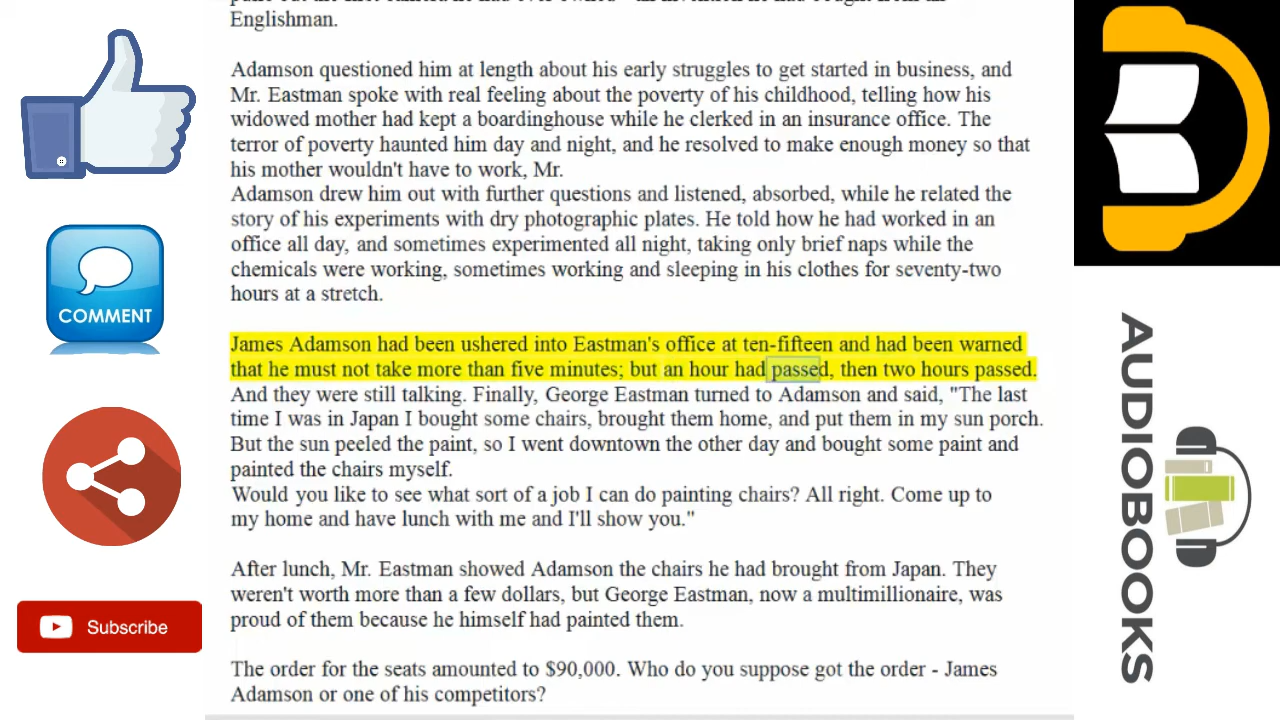 Englishman.
Adamson questioned him at length about his early struggles to get started in business, and
Mr. Eastman spoke with real feeling about the poverty of his childhood, telling how his
widowed mother had kept a boardinghouse while he clerked in an insurance office. The
terror of poverty haunted him day and night, and he resolved to make enough money so that
his mother wouldn't have to work, Mr.
Adamson drew him out with further questions and listened, absorbed, while he related the
story of his experiments with dry photographic plates. He told how he had worked in an
office all day, and sometimes experimented all night, taking only brief naps while the
chemicals were working, sometimes working and sleeping in his clothes for seventy-two
hours at a stretch.
James Adamson had been ushered into Eastman's office at ten-fifteen and had been warned
that he must not take more than five minutes; but an hour had passed, then two hours passed.
And they were still talking. Finally, George Eastman turned to Adamson and said, "The last
time I was in Japan I bought some chairs, brought them home, and put them in my sun porch.
But the sun peeled the paint, so I went downtown the other day and bought some paint and
painted the chairs myself.
Would you like to see what sort of a job I can do painting chairs? All right. Come up to
my home and have lunch with me and I'll show you."
After lunch, Mr. Eastman showed Adamson the chairs he had brought from Japan. They
weren't worth more than a few dollars, but George Eastman, now a multimillionaire, was
proud of them because he himself had painted them.
The order for the seats amounted to $90,000. Who do you suppose got the order - James
Adamson or one of his competitors?
COMMENT
Subscribe
AUDIOBOOKS